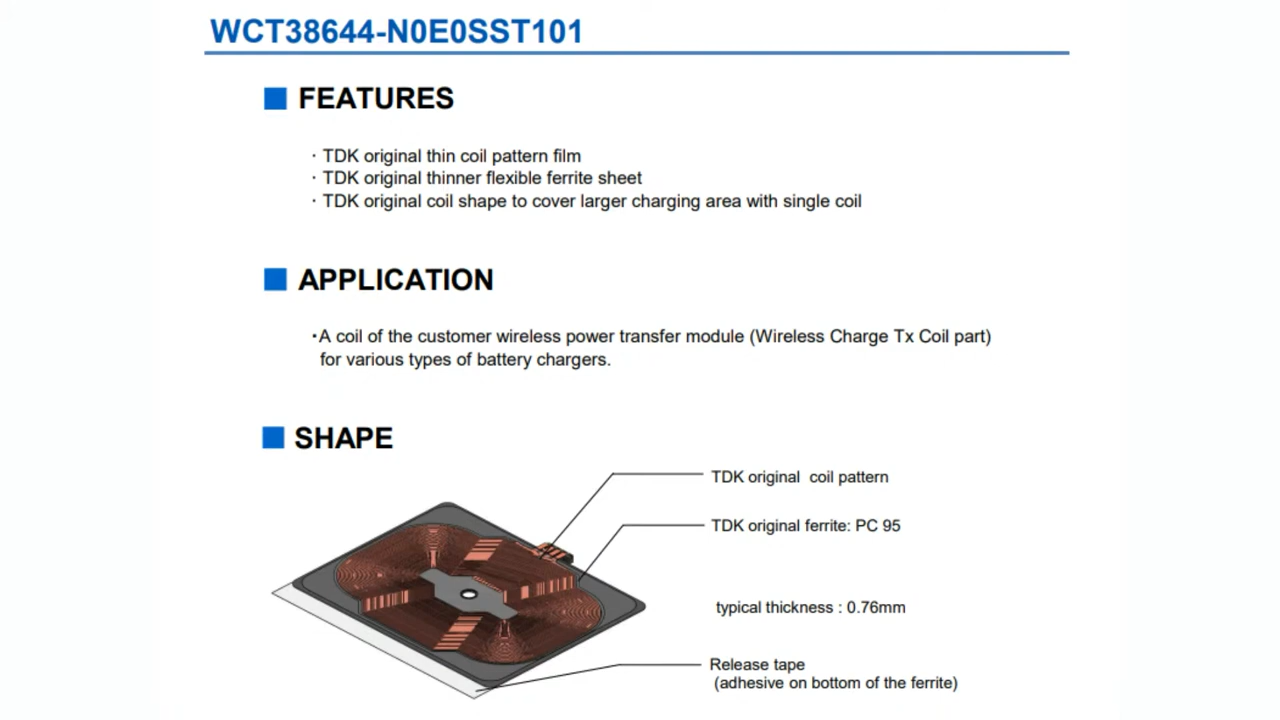 WCT38644-N0E0SST101
FEATURES
· TDK original thin coil pattern film
· TDK original thinner flexible ferrite sheet
· TDK original coil shape to cover larger charging area with single coil
APPLICATION
·A coil of the customer wireless power transfer module (Wireless Charge Tx Coil part)
for various types of battery chargers.
SHAPE
TDK original coil pattern
TDK original ferrite: PC 95
typical thickness : 0.76mm
Release tape
(adhesive on bottom of the ferrite)